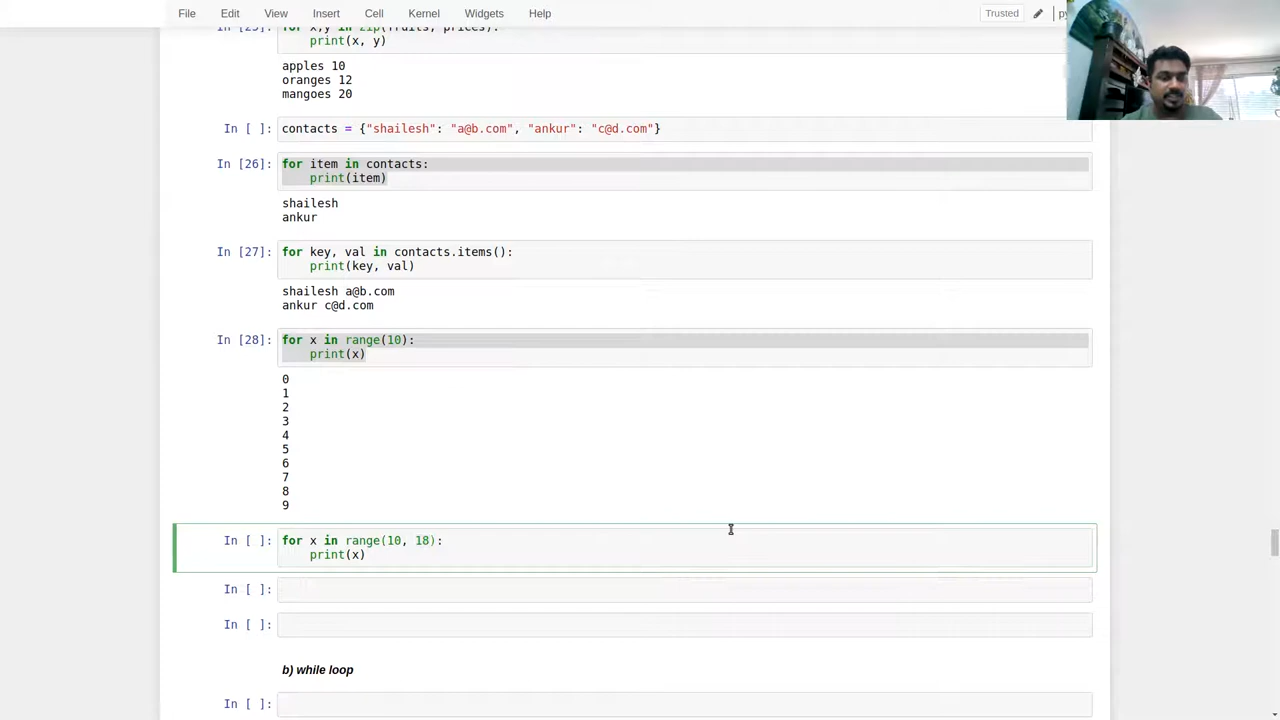 File Edit View Insert Cell Kernel Widgets Help Trusted
for x,y in zip(fruits, prices):
print(x, y)
apples 10
oranges 12
mangoes 20
In [ ]: contacts = {"shailesh": "a@b.com", "ankur": "c@d.com"}
In [26]: for item in contacts:
print(item)
shailesh
ankur
In [27]: for key, val in contacts.items():
print(key, val)
shailesh a@b.com
ankur c@d.com
In [28]: for x in range(10):
print(x)
0
1
2
3
4
5
6
7
8
9
In [ ]: for x in range(10, 18):
print(x)
In [ ]:
In [ ]:
b) while loop
In [ ]: